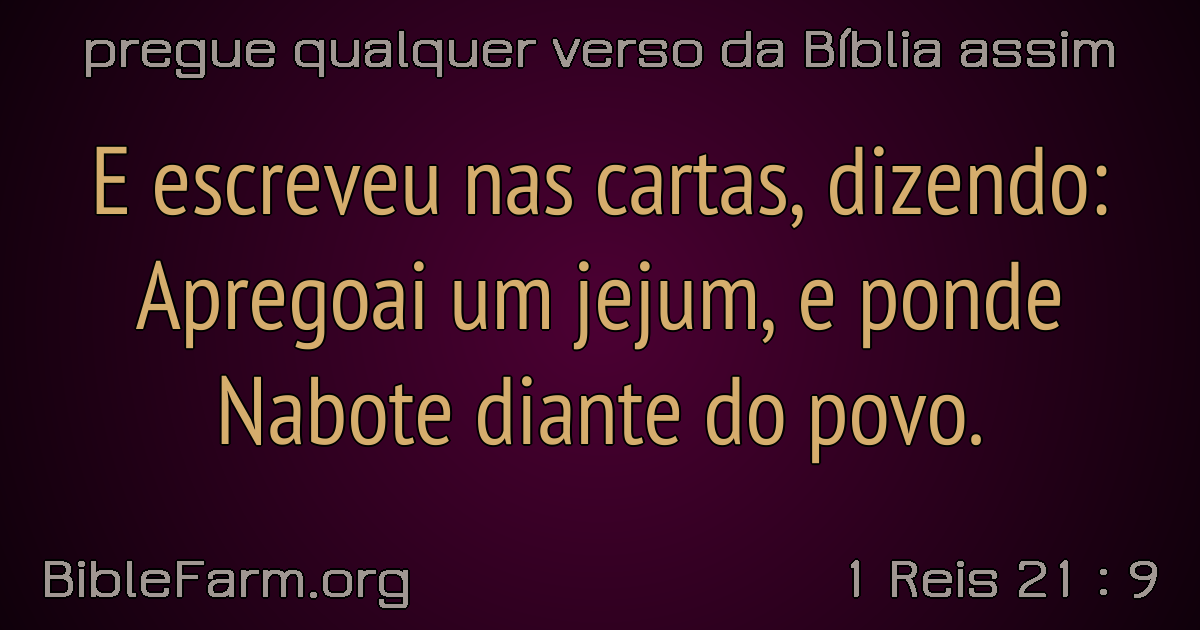 pregue qualquer verso da Bíblia assim
E escreveu nas cartas, dizendo:
Apregoai um jejum, e ponde
Nabote diante do povo.
BibleFarm.org
1 Reis 21 : 9